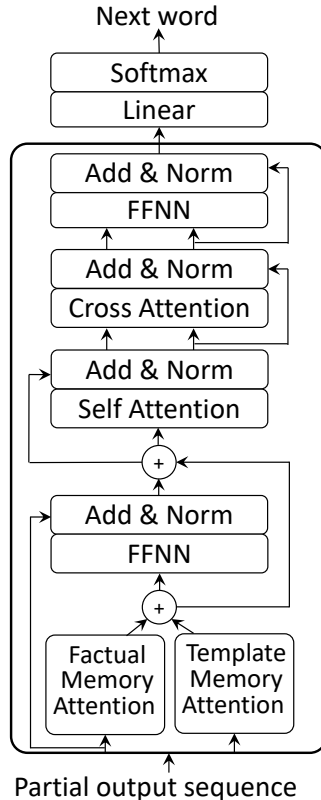 Next word
Softmax
Linear
Add & Norm
FFNN
Add & Norm
Cross Attention
Add & Norm
Self Attention
+
Add & Norm
FFNN
+
Factual
Memory
Attention
Template
Memory
Attention
Partial output sequence